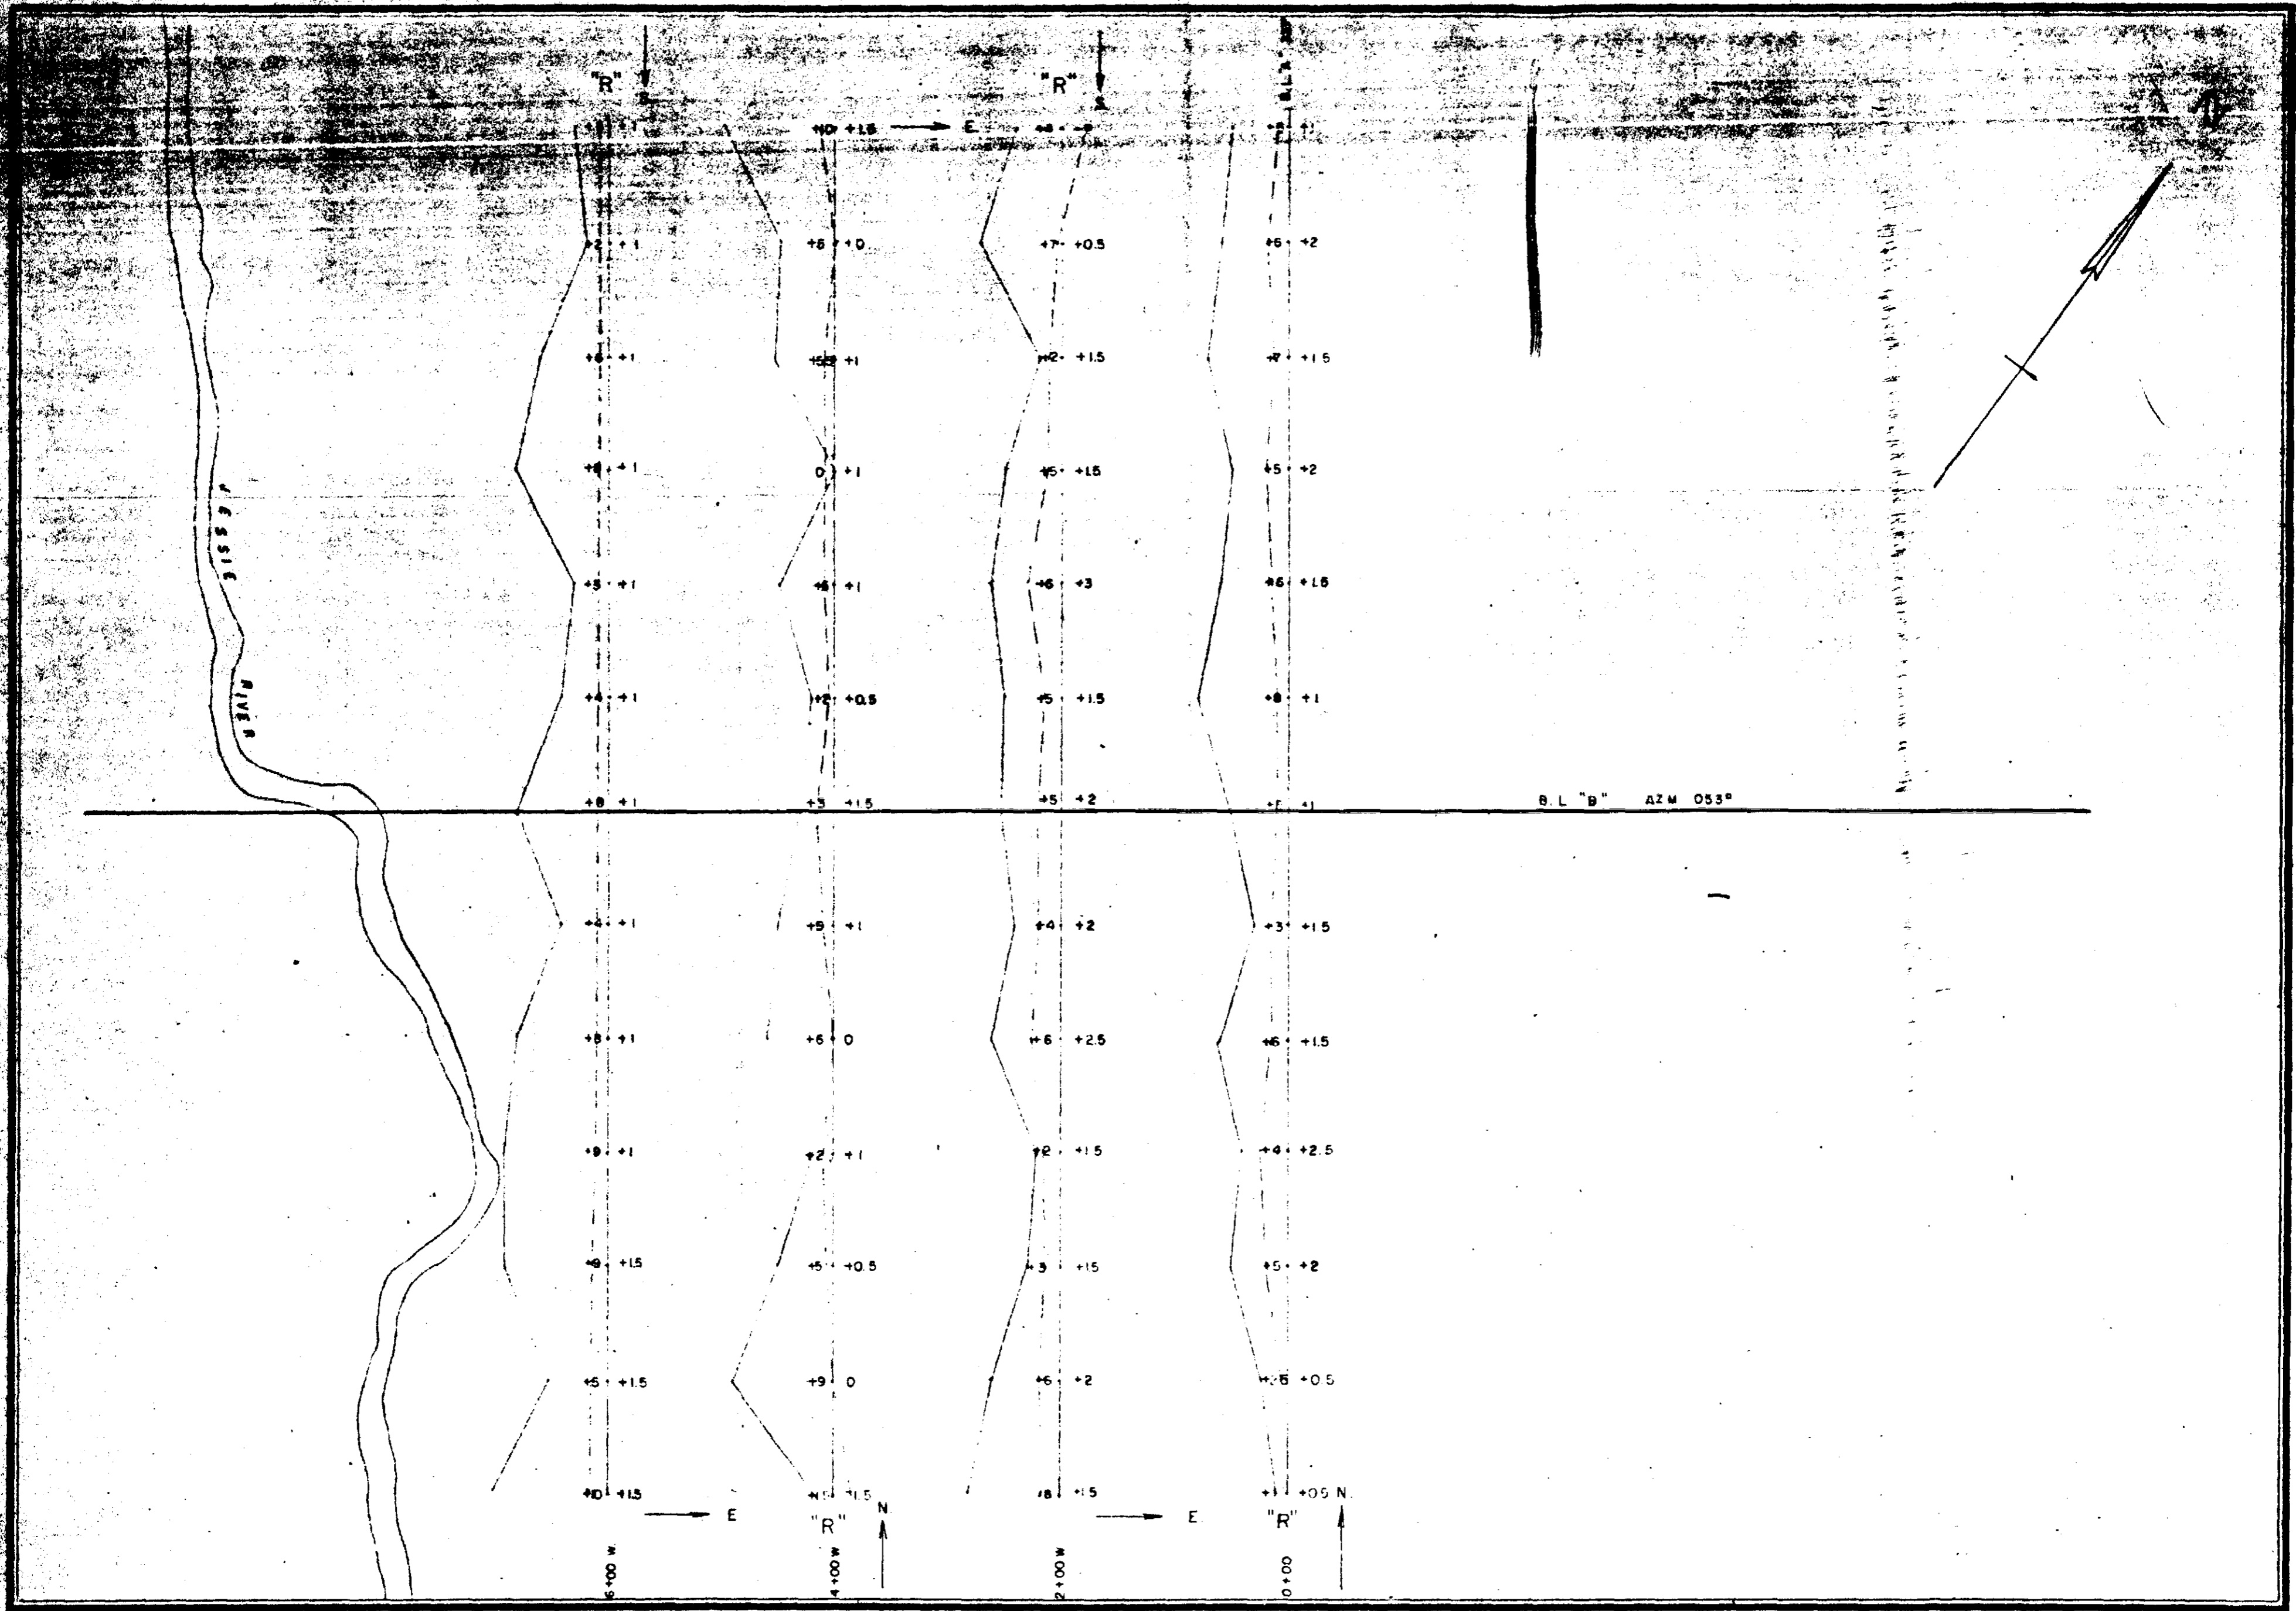 "R" "R"
+1.5 E
+2 +1 +6 +0 +7 +0.5 +6 +2
+1 +1 +2 +1.5 +7 +1.5
+1 0 +1 +5 +1.5 +5 +2
+5 +1 +6 +1 +6 +3 +6 +1.5
+4 +1 +2 +0.5 +5 +1.5 +8 +1
+8 +1 +3 +1.5 +5 +2 +1
B.L "B" AZM 053°
+4 +1 +9 +1 +4 +2 +3 +1.5
+8 +1 +6 0 +6 +2.5 +6 +1.5
+9 +1 +2 +1 +2 +1.5 +4 +2.5
+9 +1.5 +5 +0.5 +3 +1.5 +5 +2
+5 +1.5 +9 0 +6 +2 +0.5
+10 +1.5 +8 +1.5 +0.5 N.
E "R" N. E "R"
6+00 W 4+00 W 2+00 W 0+00
JESSIE
RIVER